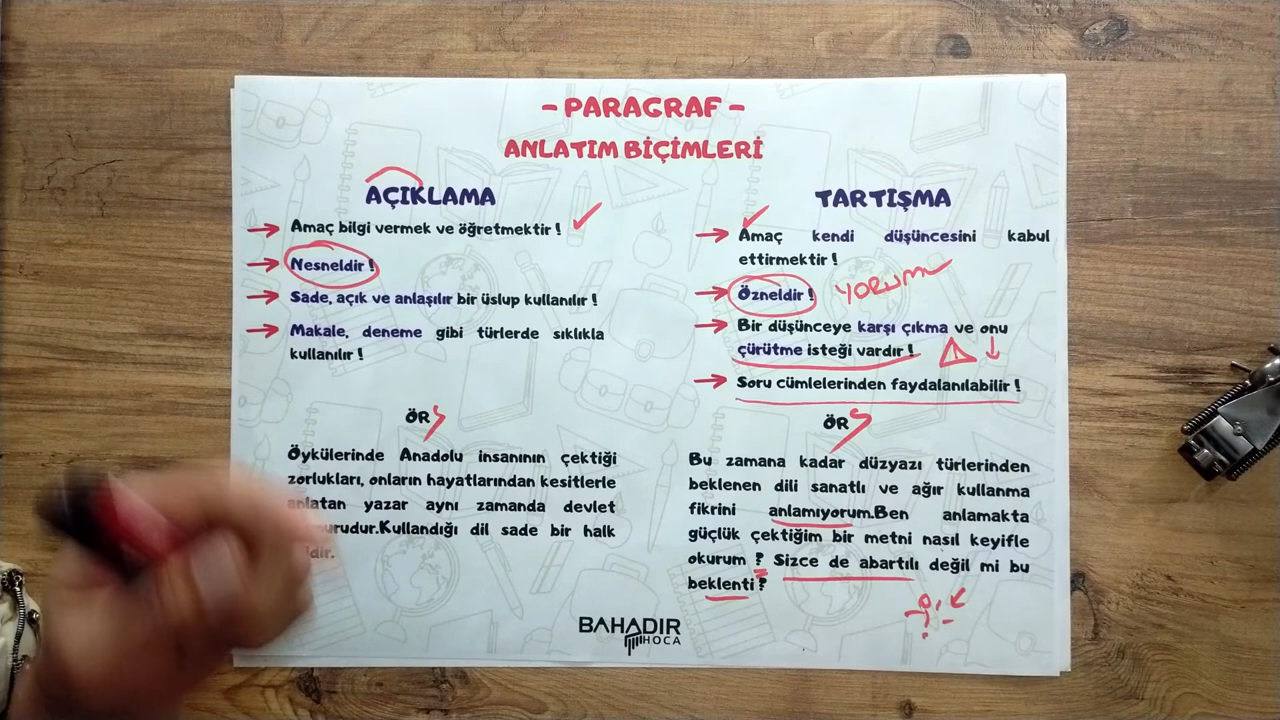 - PARAGRAF -
ANLATIM BİÇİMLERİ
AÇIKLAMA
Amaç bilgi vermek ve öğretmektir !
Nesneldir !
Sade, açık ve anlaşılır bir üslup kullanılır !
Makale, deneme gibi türlerde sıklıkla
kullanılır !
ÖR
Öykülerinde Anadolu insanının çektiği
zorlukları, onların hayatlarından kesitlerle
anlatan yazar aynı zamanda devlet
Kullandığı dil sade bir halk
TARTIŞMA
Amaç kendi düşüncesini kabul
ettirmektir !
Özneldir ! YORUM
Bir düşünceye karşı çıkma ve onu
çürütme isteği vardır !
Soru cümlelerinden faydalanılabilir !
ÖR
Bu zamana kadar düzyazı türlerinden
beklenen dili sanatlı ve ağır kullanma
fikrini anlamıyorum.Ben anlamakta
güçlük çektiğim bir metni nasıl keyifle
okurum ? Sizce de abartılı değil mi bu
beklenti ?
BAHADIR
HOCA